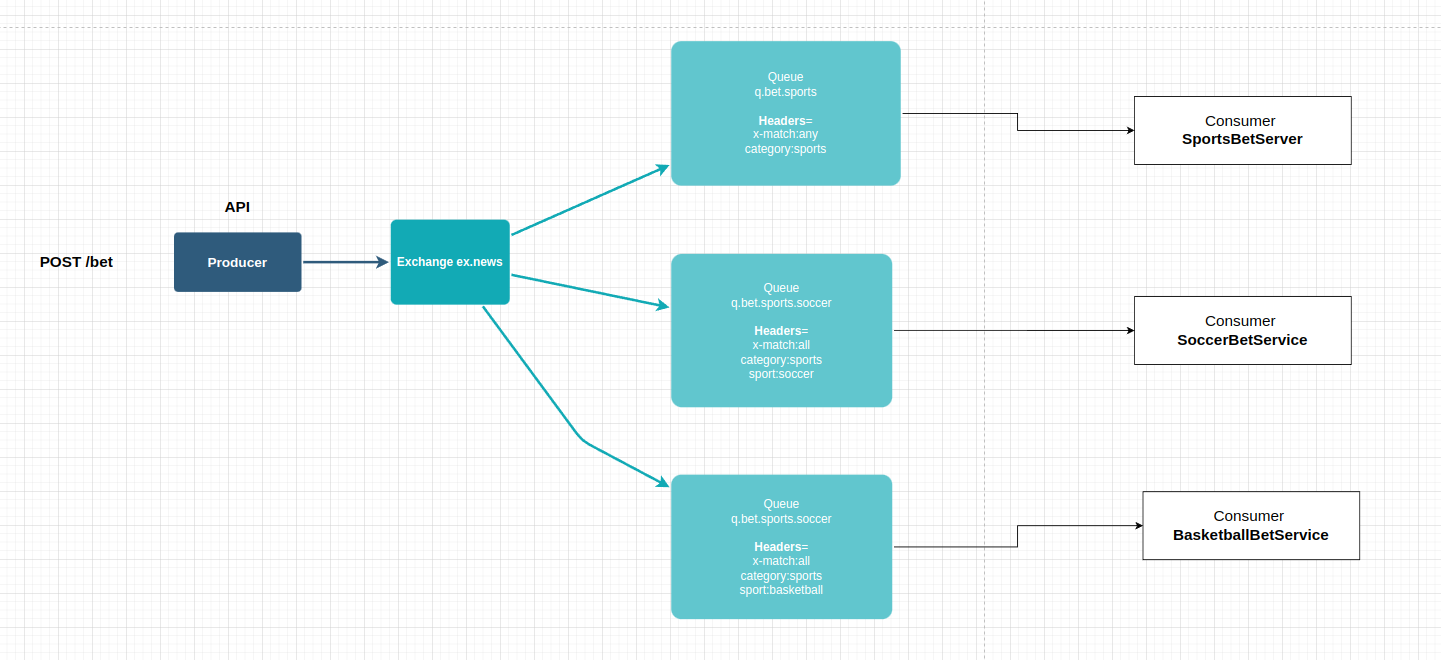 POST /bet
API
Producer
Exchange ex.news
Queue
q.bet.sports
Headers=
x-match:any
category:sports
Consumer
SportsBetServer
Queue
q.bet.sports.soccer
Headers=
x-match:all
category:sports
sport:soccer
Consumer
SoccerBetService
Queue
q.bet.sports.soccer
Headers=
x-match:all
category:sports
sport:basketball
Consumer
BasketballBetService